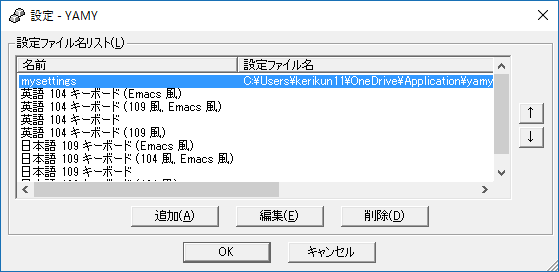 設定 - YAMY
設定ファイル名リスト(L)
名前 設定ファイル名
mysettings C:¥Users¥kerikun11¥OneDrive¥Application¥yamy
英語 104 キーボード (Emacs 風)
英語 104 キーボード (109 風, Emacs 風)
英語 104 キーボード
英語 104 キーボード (109 風)
日本語 109 キーボード (Emacs 風)
日本語 109 キーボード (104 風, Emacs 風)
日本語 109 キーボード
↑
↓
追加(A) 編集(E) 削除(D)
OK キャンセル